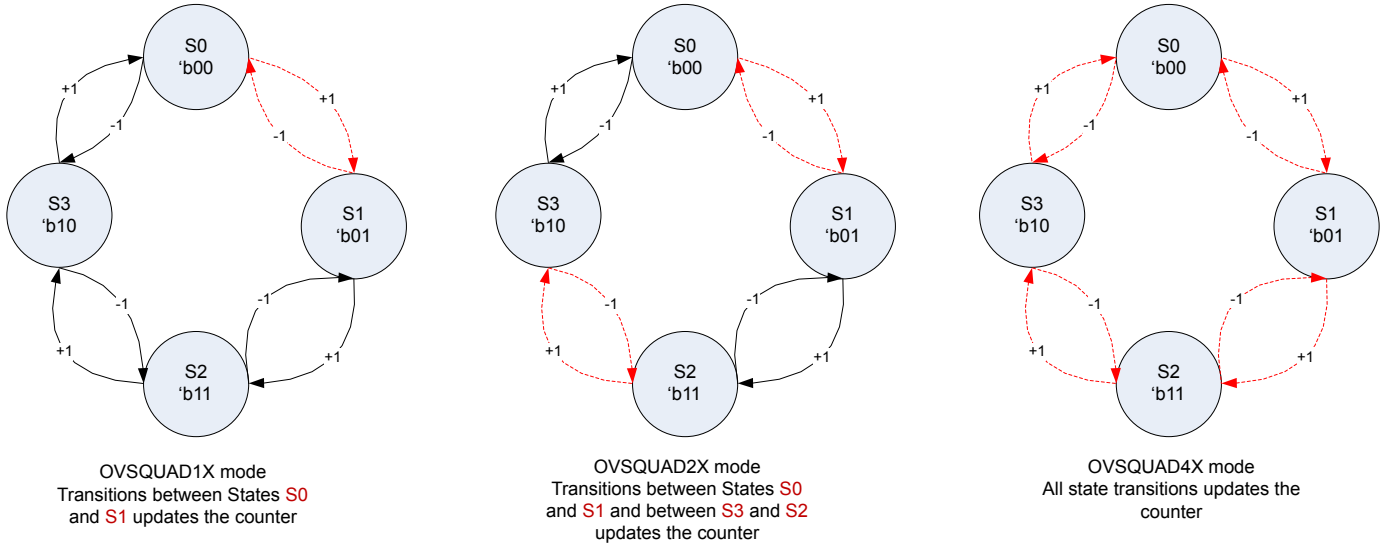 S0
‘b00
+1
-1
+1
-1
S3
‘b10
S1
‘b01
-1
+1
-1
+1
S2
‘b11
OVSQUAD1X mode
Transitions between States S0
and S1 updates the counter
S0
‘b00
+1
-1
+1
-1
S3
‘b10
S1
‘b01
-1
+1
-1
+1
S2
‘b11
OVSQUAD2X mode
Transitions between States S0
and S1 and between S3 and S2
updates the counter
S0
‘b00
+1
-1
+1
-1
S3
‘b10
S1
‘b01
-1
+1
-1
+1
S2
‘b11
OVSQUAD4X mode
All state transitions updates the
counter